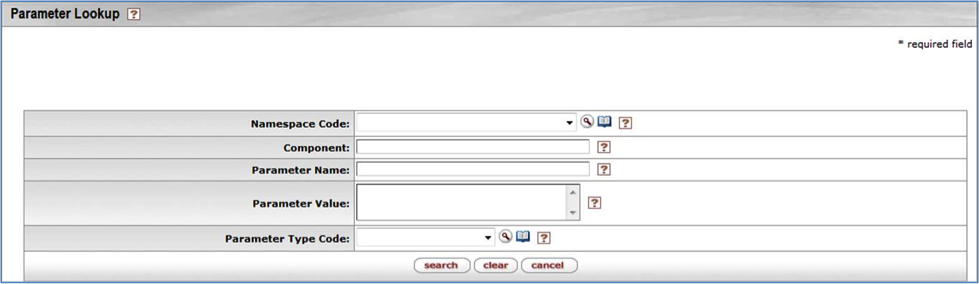 Parameter Lookup ?
* required field
Namespace Code: ?
Component: ?
Parameter Name: ?
Parameter Value: ?
Parameter Type Code: ?
search clear cancel